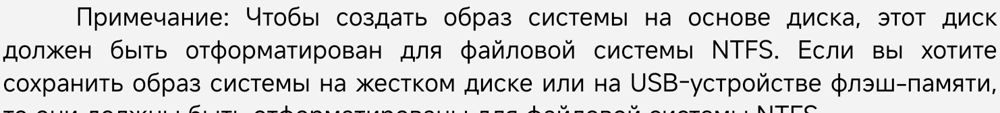 Примечание: Чтобы создать образ системы на основе диска, этот диск
должен быть отформатирован для файловой системы NTFS. Если вы хотите
сохранить образ системы на жестком диске или на USB-устройстве флэш-памяти,
то они должны быть отформатированы для файловой системы NTFS.